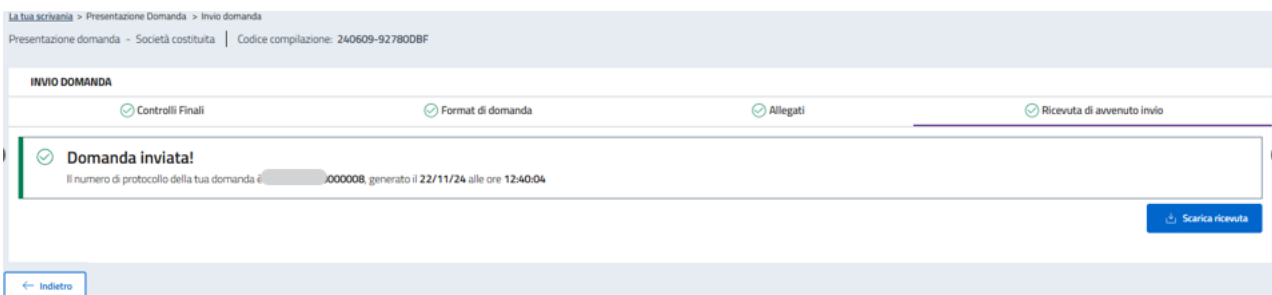 La tua scrivania > Presentazione Domanda > Invio domanda
Presentazione domanda - Società costituita | Codice compilazione: 240609-92780DBF
INVIO DOMANDA
Controlli Finali
Format di domanda
Allegati
Ricevuta di avvenuto invio
Domanda inviata!
Il numero di protocollo della tua domanda è 000008, generato il 22/11/24 alle ore 12:40:04
Scarica ricevuta
← Indietro